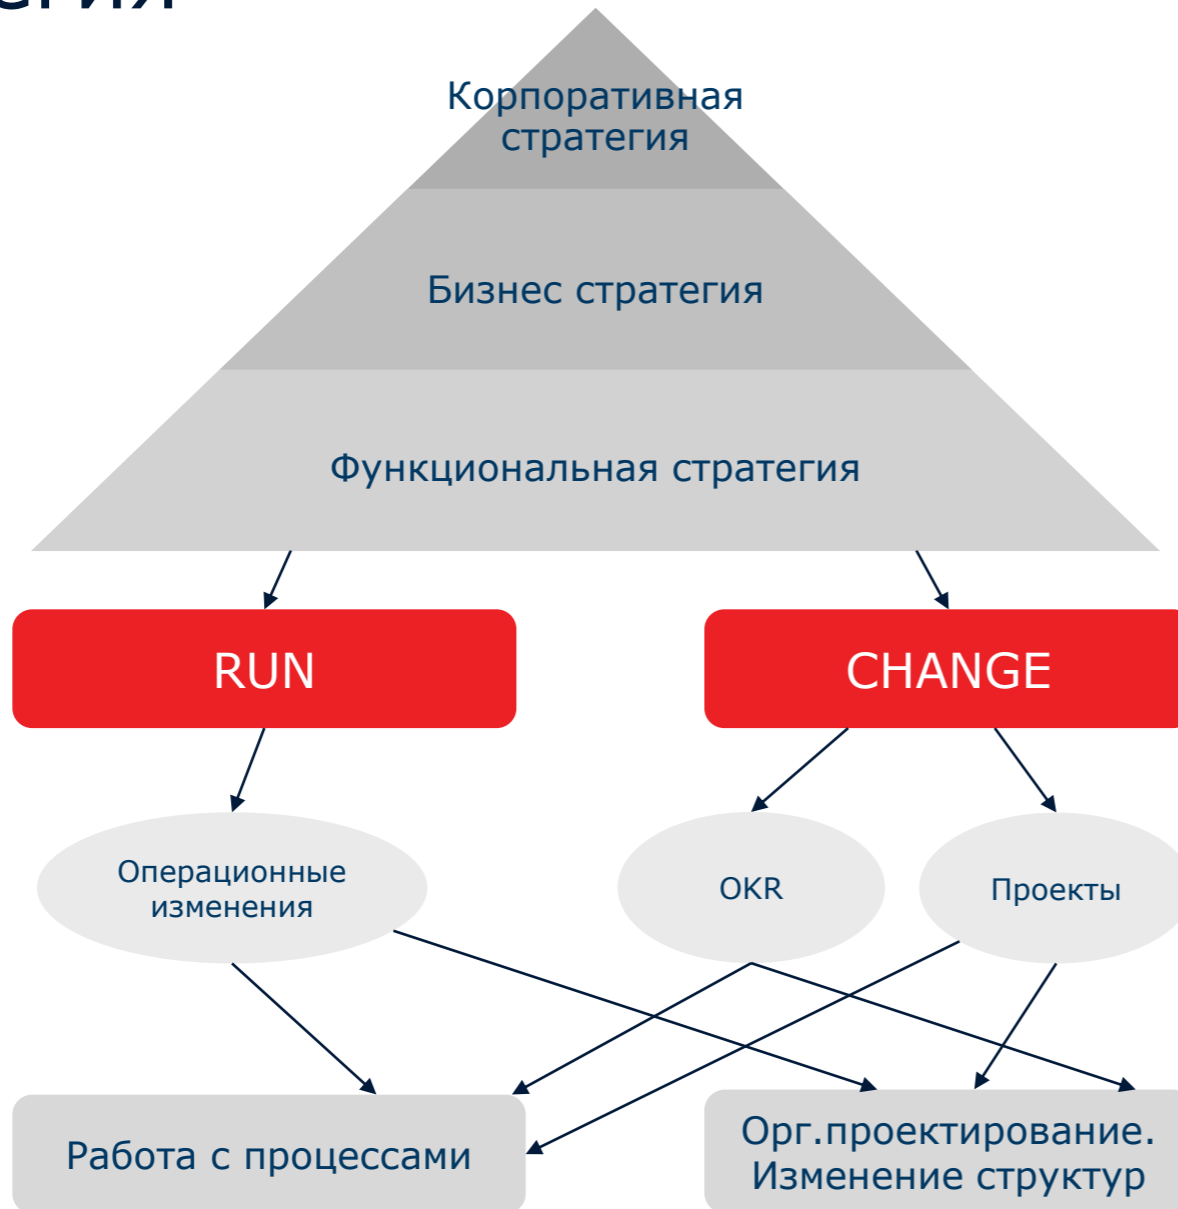 Корпоративная
стратегия
Бизнес стратегия
Функциональная стратегия
RUN
CHANGE
Операционные
изменения
OKR
Проекты
Работа с процессами
Орг.проектирование.
Изменение структур